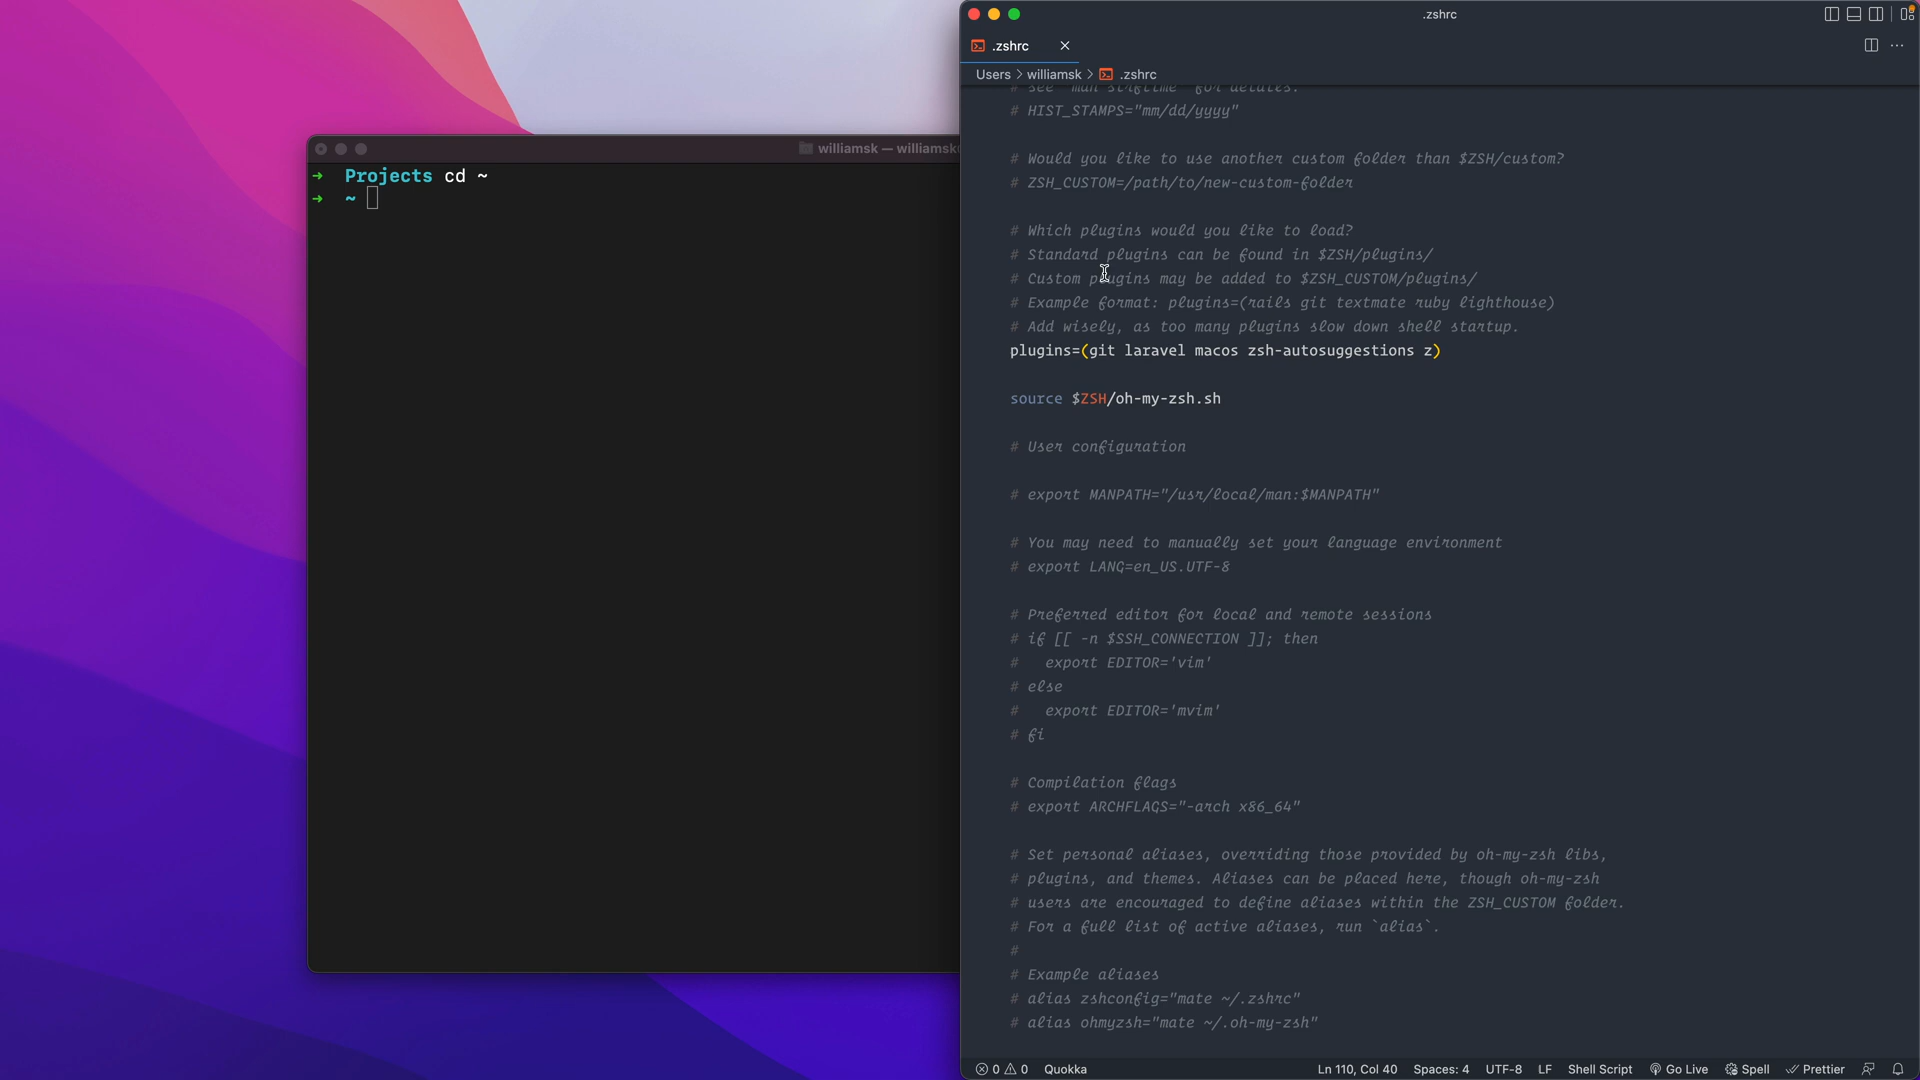 williamsk — williamsk
Projects cd ~
~
.zshrc
.zshrc
Users > williamsk > .zshrc
# See `man strftime` for details.
# HIST_STAMPS="mm/dd/yyyy"
# Would you like to use another custom folder than $ZSH/custom?
# ZSH_CUSTOM=/path/to/new-custom-folder
# Which plugins would you like to load?
# Standard plugins can be found in $ZSH/plugins/
# Custom plugins may be added to $ZSH_CUSTOM/plugins/
# Example format: plugins=(rails git textmate ruby lighthouse)
# Add wisely, as too many plugins slow down shell startup.
plugins=(git laravel macos zsh-autosuggestions z)
source $ZSH/oh-my-zsh.sh
# User configuration
# export MANPATH="/usr/local/man:$MANPATH"
# You may need to manually set your language environment
# export LANG=en_US.UTF-8
# Preferred editor for local and remote sessions
# if [[ -n $SSH_CONNECTION ]]; then
#   export EDITOR='vim'
# else
#   export EDITOR='mvim'
# fi
# Compilation flags
# export ARCHFLAGS="-arch x86_64"
# Set personal aliases, overriding those provided by oh-my-zsh libs,
# plugins, and themes. Aliases can be placed here, though oh-my-zsh
# users are encouraged to define aliases within the ZSH_CUSTOM folder.
# For a full list of active aliases, run `alias`.
#
# Example aliases
# alias zshconfig="mate ~/.zshrc"
# alias ohmyzsh="mate ~/.oh-my-zsh"
0 0 Quokka Ln 110, Col 40 Spaces: 4 UTF-8 LF Shell Script Go Live Spell Prettier